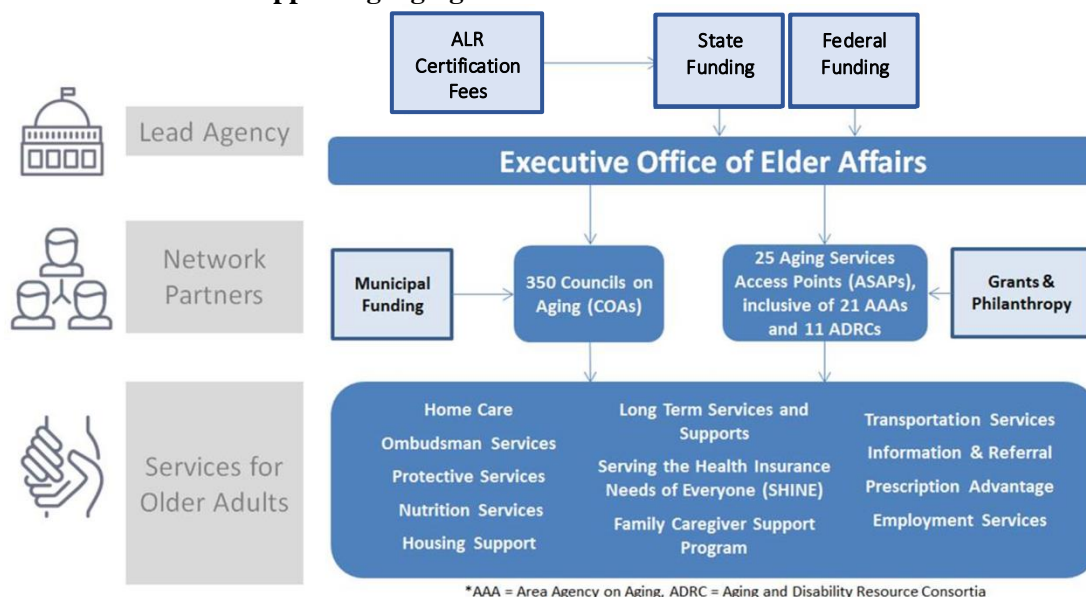 ALR
Certification
Fees
State
Funding
Federal
Funding
Lead Agency
Executive Office of Elder Affairs
Network
Partners
Municipal
Funding
350 Councils on
Aging (COAs)
25 Aging Services
Access Points (ASAPs),
inclusive of 21 AAAs
and 11 ADRCs
Grants &
Philanthropy
Services for
Older Adults
Home Care
Ombudsman Services
Protective Services
Nutrition Services
Housing Support
Long Term Services and
Supports
Serving the Health Insurance
Needs of Everyone (SHINE)
Family Caregiver Support
Program
Transportation Services
Information & Referral
Prescription Advantage
Employment Services
*AAA = Area Agency on Aging, ADRC = Aging and Disability Resource Consortia